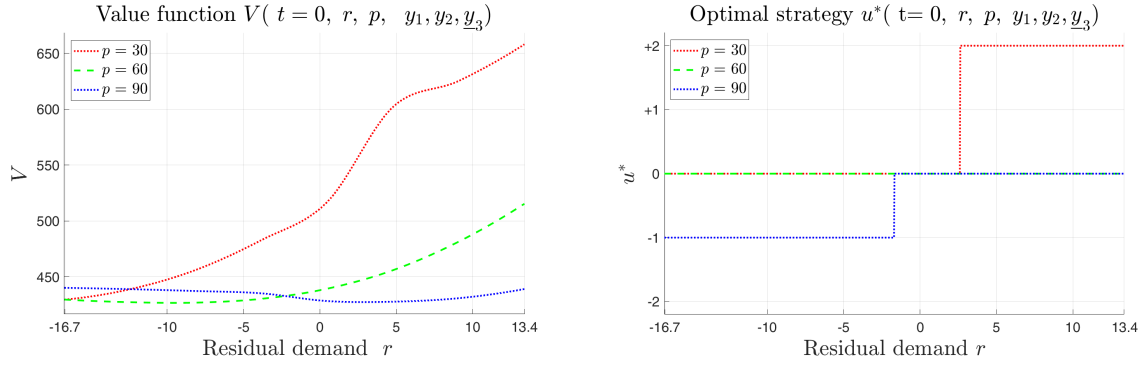 Value function V( t = 0, r, p, y₁, y₂, y̲₃)
650
600
550
500
450
V
p = 30
p = 60
p = 90
-16.7 -10 -5 0 5 10 13.4
Residual demand r
Optimal strategy u*( t= 0, r, p, y₁, y₂, y̲₃)
+2
+1
0
-1
-2
u*
p = 30
p = 60
p = 90
-16.7 -10 -5 0 5 10 13.4
Residual demand r